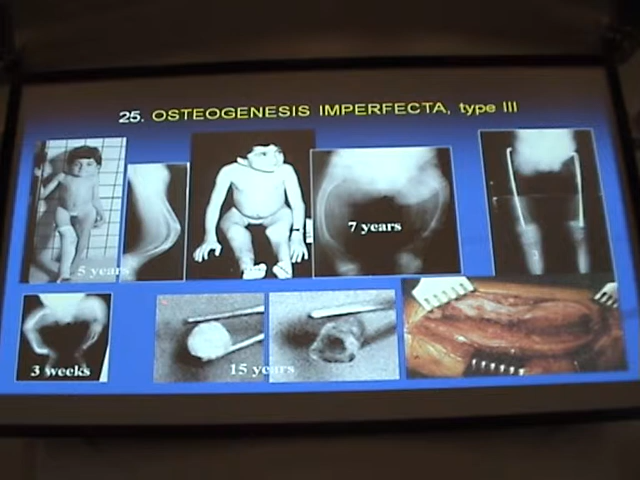 25. OSTEOGENESIS IMPERFECTA, type III
7 years
5 years
3 weeks
15 years